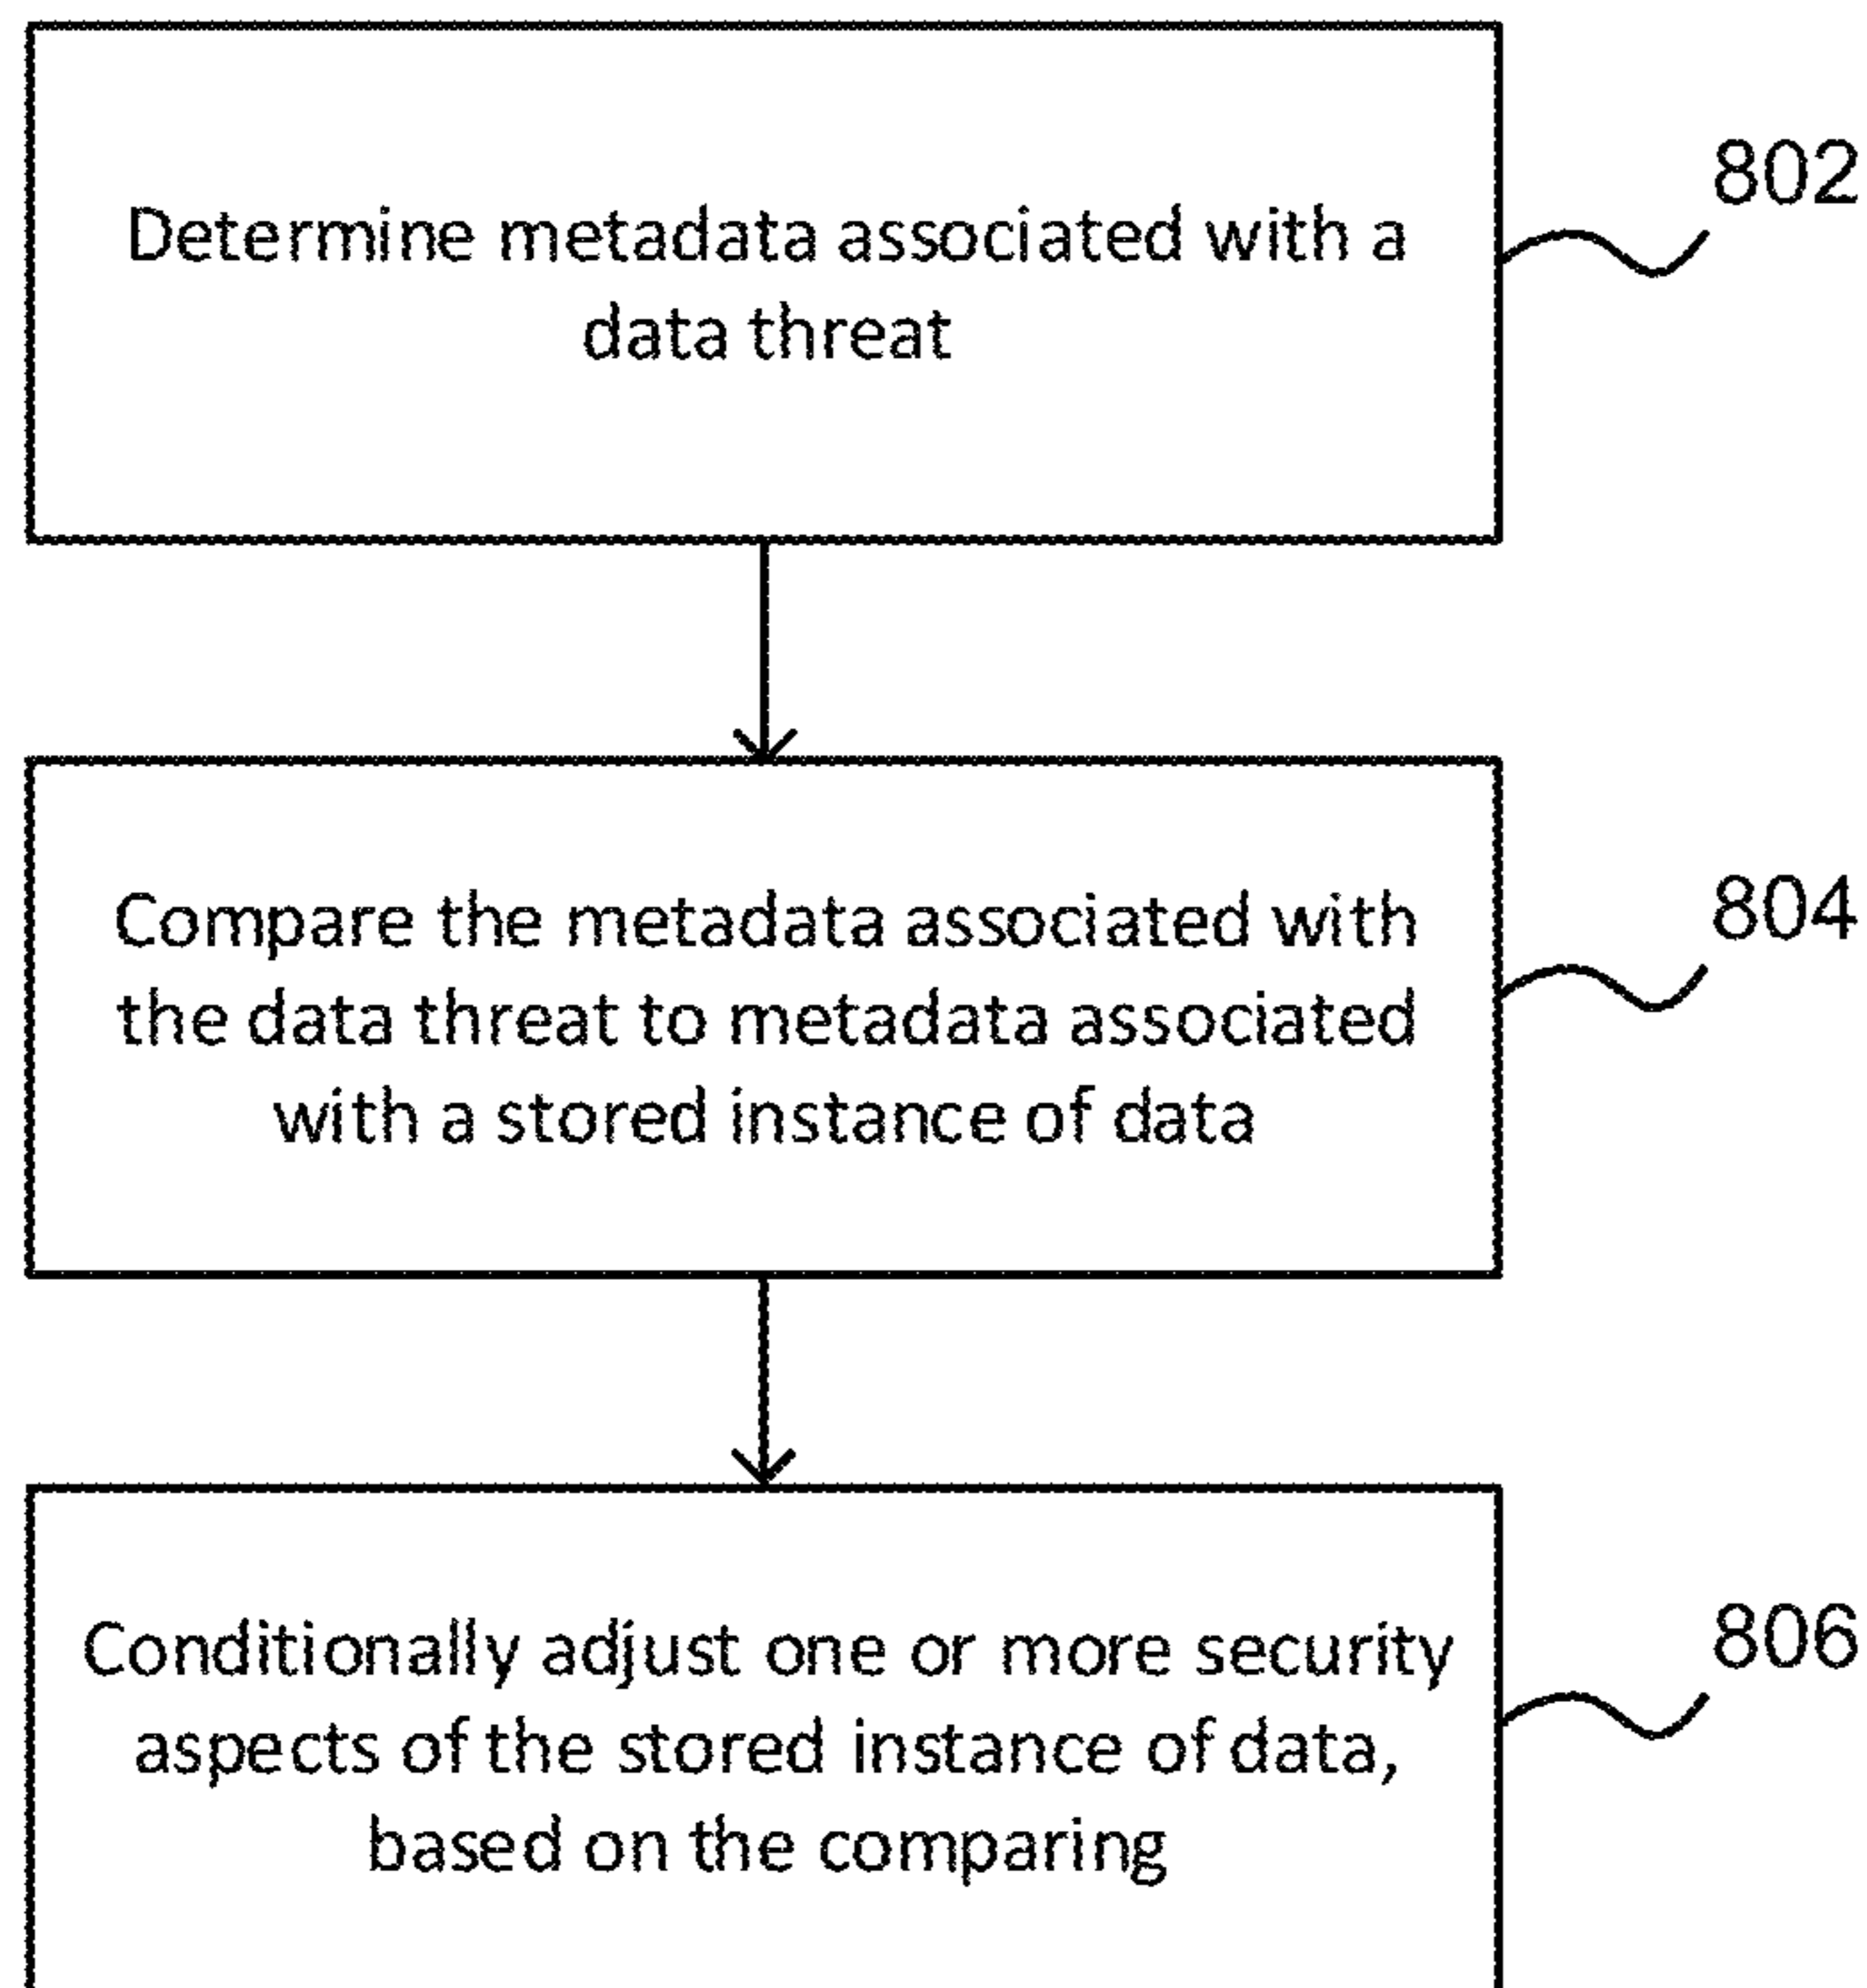 Determine metadata associated with a
data threat
802
Compare the metadata associated with
the data threat to metadata associated
with a stored instance of data
804
Conditionally adjust one or more security
aspects of the stored instance of data,
based on the comparing
806